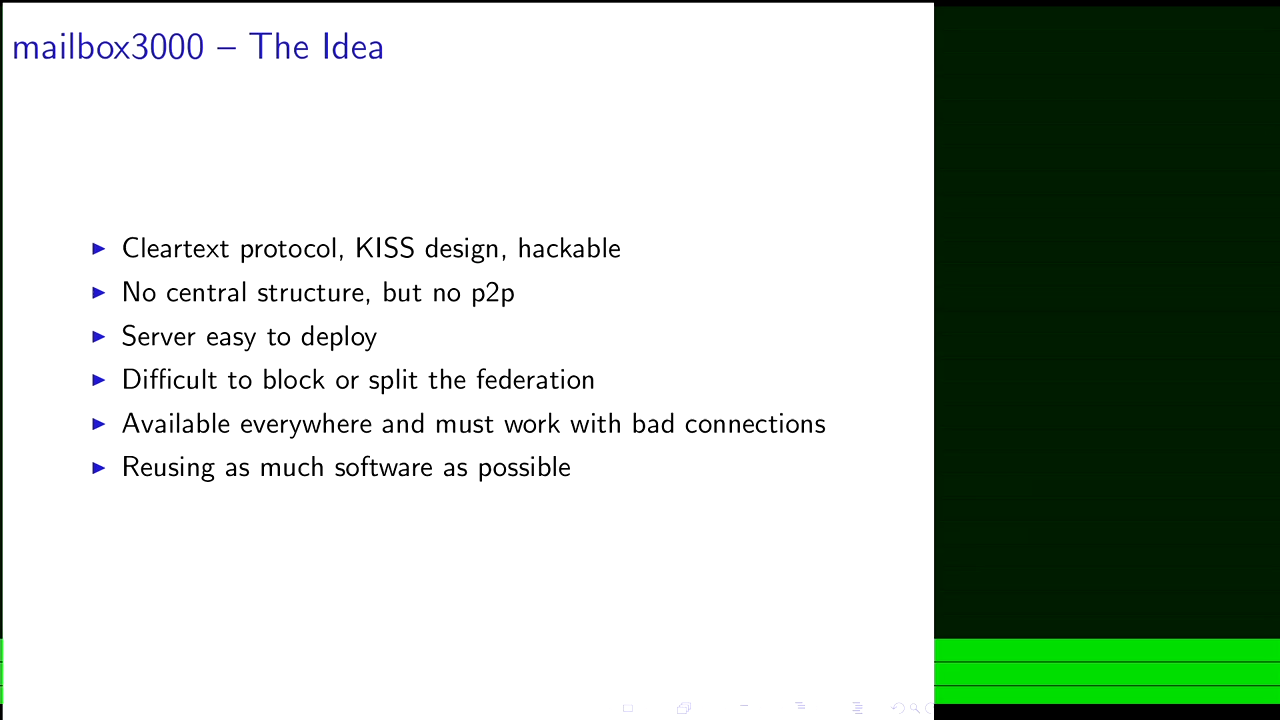 mailbox3000 – The Idea
Cleartext protocol, KISS design, hackable
No central structure, but no p2p
Server easy to deploy
Difficult to block or split the federation
Available everywhere and must work with bad connections
Reusing as much software as possible